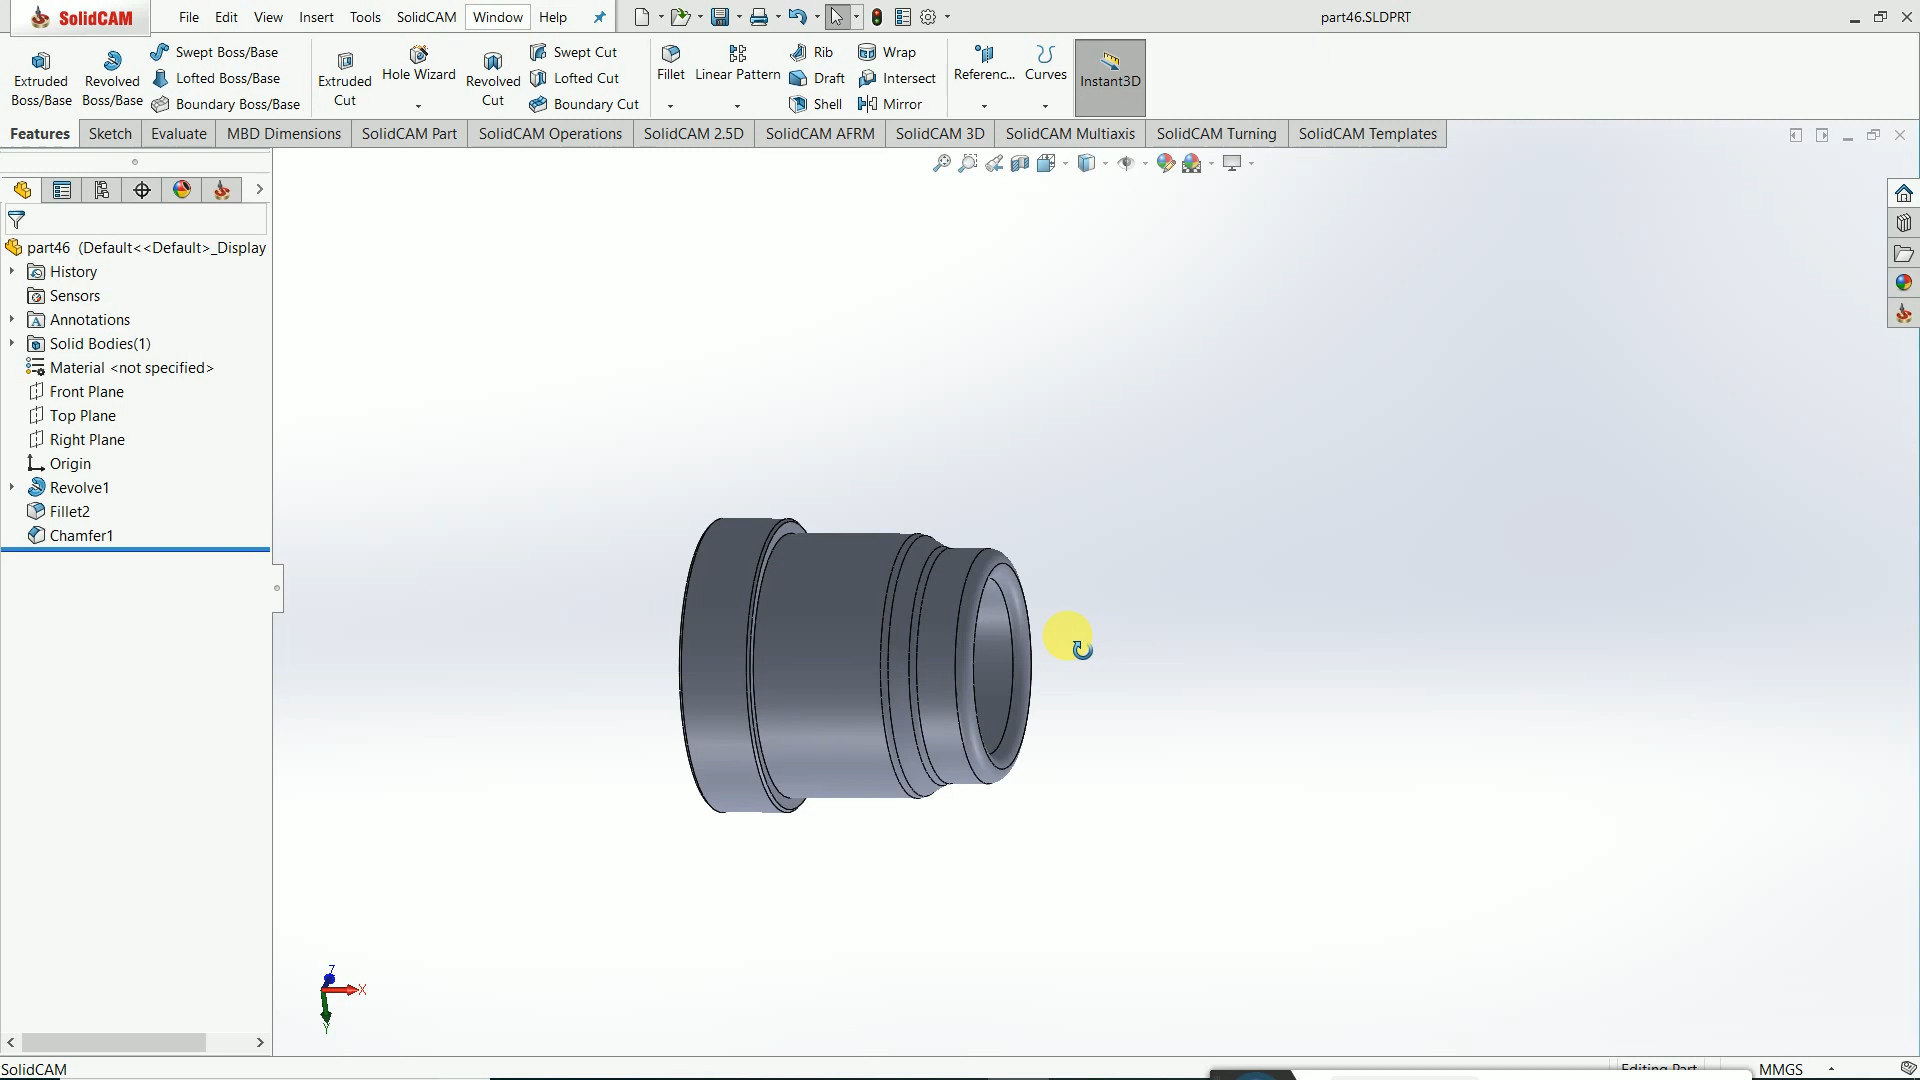 SolidCAM File Edit View Insert Tools SolidCAM Window Help part46.SLDPRT
Extruded Boss/Base
Revolved Boss/Base
Swept Boss/Base
Lofted Boss/Base
Boundary Boss/Base
Extruded Cut
Hole Wizard
Revolved Cut
Swept Cut
Lofted Cut
Boundary Cut
Fillet
Linear Pattern
Rib
Draft
Shell
Wrap
Intersect
Mirror
Referenc...
Curves
Instant3D
Features Sketch Evaluate MBD Dimensions SolidCAM Part SolidCAM Operations SolidCAM 2.5D SolidCAM AFRM SolidCAM 3D SolidCAM Multiaxis SolidCAM Turning SolidCAM Templates
part46 (Default<<Default>_Display
History
Sensors
Annotations
Solid Bodies(1)
Material <not specified>
Front Plane
Top Plane
Right Plane
Origin
Revolve1
Fillet2
Chamfer1
Z
X
Y
SolidCAM Editing Part MMGS